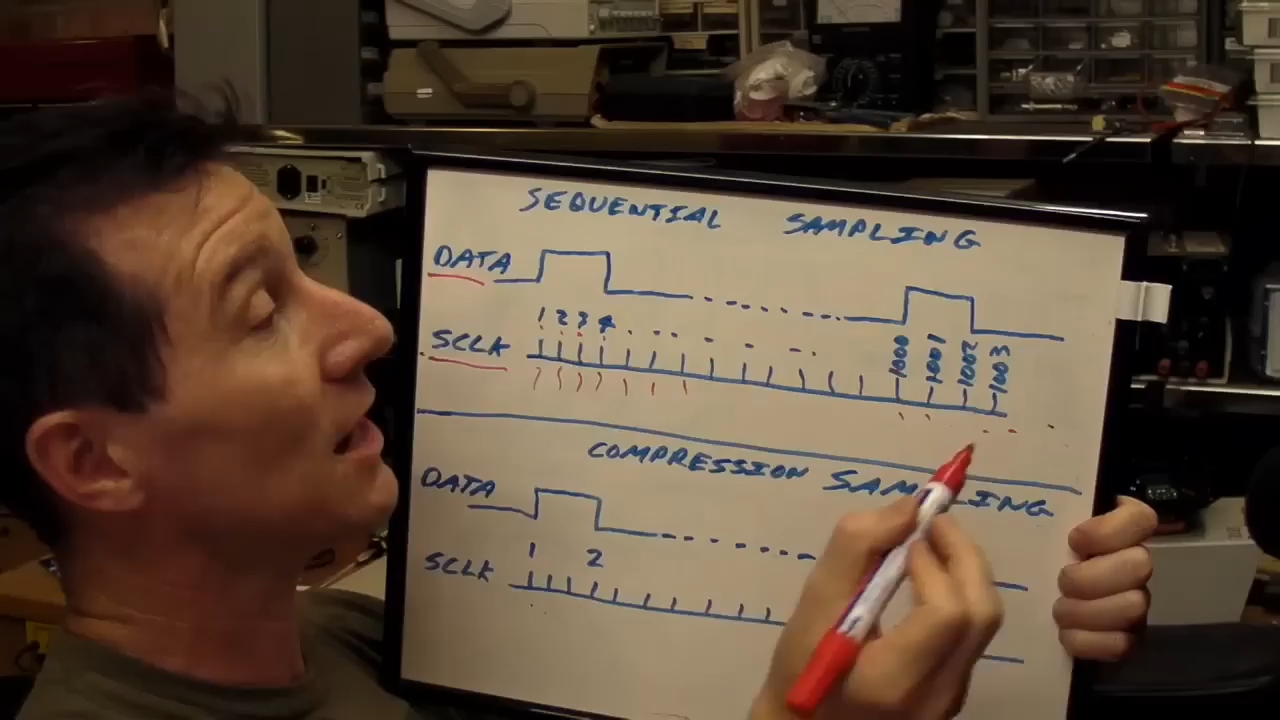 SEQUENTIAL SAMPLING
DATA
1 2 3 4
1000 1001 1002 1003
SCLK
COMPRESSION SAMPLING
DATA
1 2
SCLK